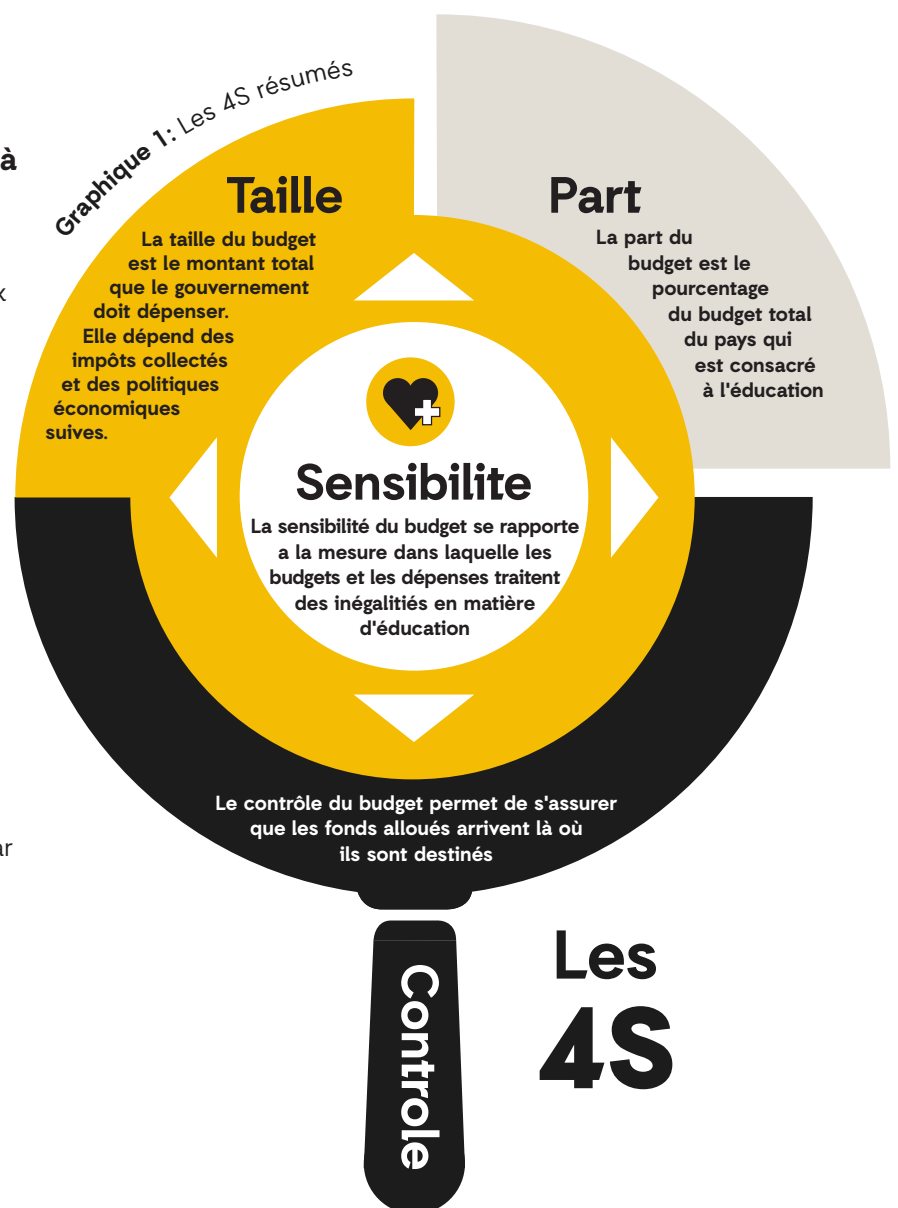 à
x
ar
Graphique 1: Les 4S résumés
Taille
La taille du budget
est le montant total
que le gouvernement
doit dépenser.
Elle dépend des
impôts collectés
et des politiques
économiques
suives.
Part
La part du
budget est le
pourcentage
du budget total
du pays qui
est consacré
à l'éducation
Sensibilite
La sensibilité du budget se rapporte
a la mesure dans laquelle les
budgets et les dépenses traitent
des inégalitiés en matière
d'éducation
Le contrôle du budget permet de s'assurer
que les fonds alloués arrivent là où
ils sont destinés
Controle
Les
4S